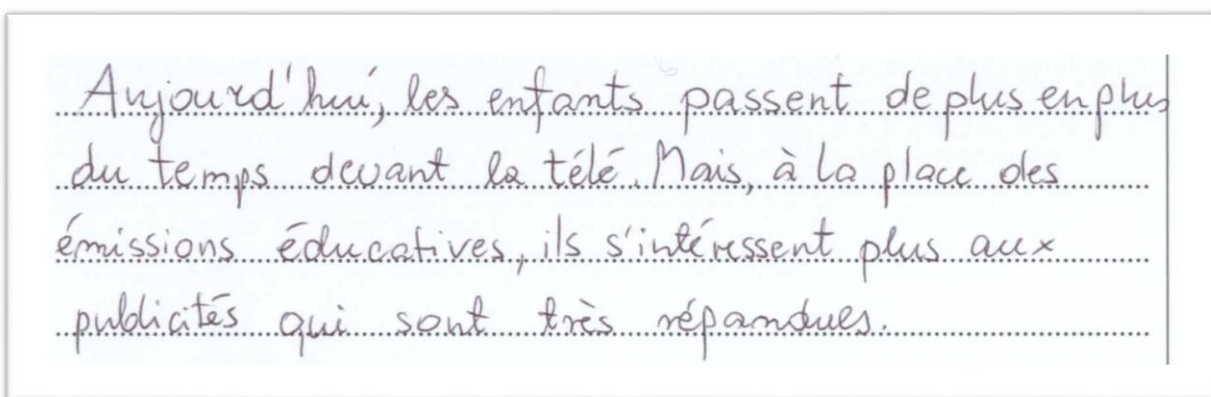 Aujourd'hui, les enfants passent de plus en plus
du temps devant la télé. Mais, à la place des
émissions éducatives, ils s'intéressent plus aux
publicités qui sont très répandues.